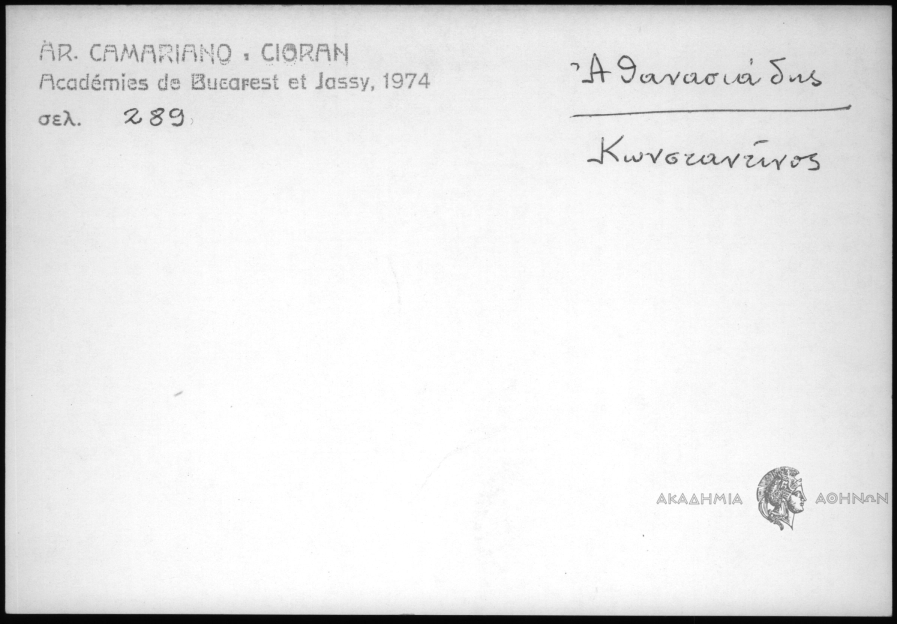 AR. CAMARIANO - CIORAN
Académies de Bucarest et Jassy, 1974
σελ. 289
Ἀθανασιάδης
Κωνσταντῖνος
ΑΚΑΔΗΜΙΑ ΑΘΗΝΩΝ